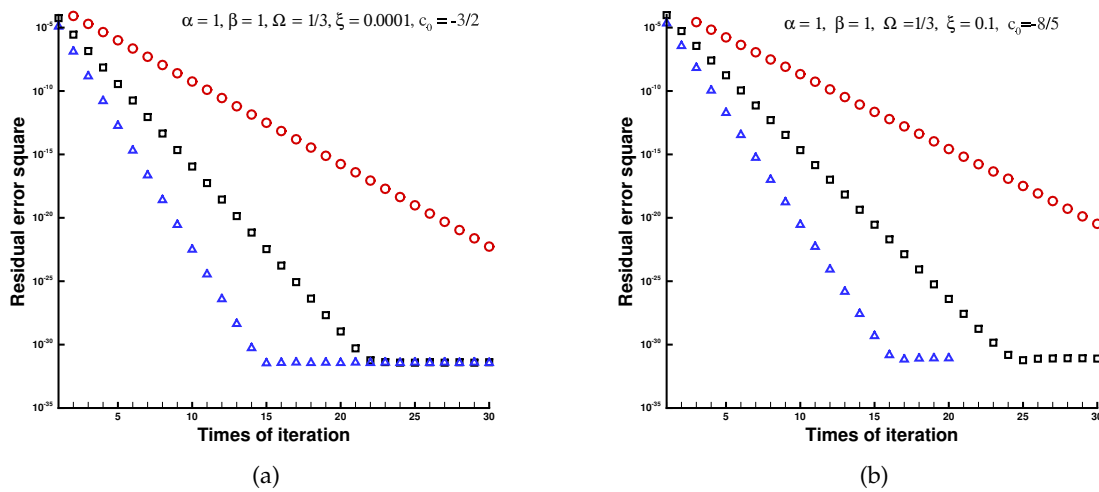 α = 1, β = 1, Ω = 1/3, ξ = 0.0001, c₀ = -3/2
10⁻⁵
10⁻¹⁰
10⁻¹⁵
10⁻²⁰
10⁻²⁵
10⁻³⁰
10⁻³⁵
Residual error square
5 10 15 20 25 30
Times of iteration
(a)
α = 1, β = 1, Ω =1/3, ξ = 0.1, c₀=-8/5
10⁻⁵
10⁻¹⁰
10⁻¹⁵
10⁻²⁰
10⁻²⁵
10⁻³⁰
10⁻³⁵
Residual error square
5 10 15 20 25 30
Times of iteration
(b)